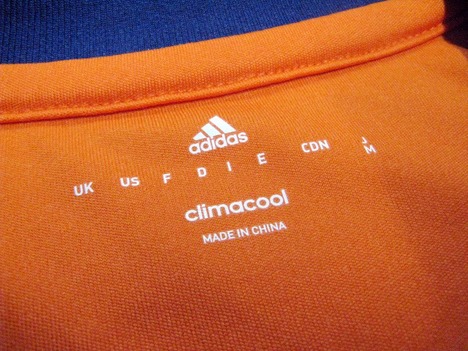 adidas
UK US F D I E CDN J
M
climacool
MADE IN CHINA